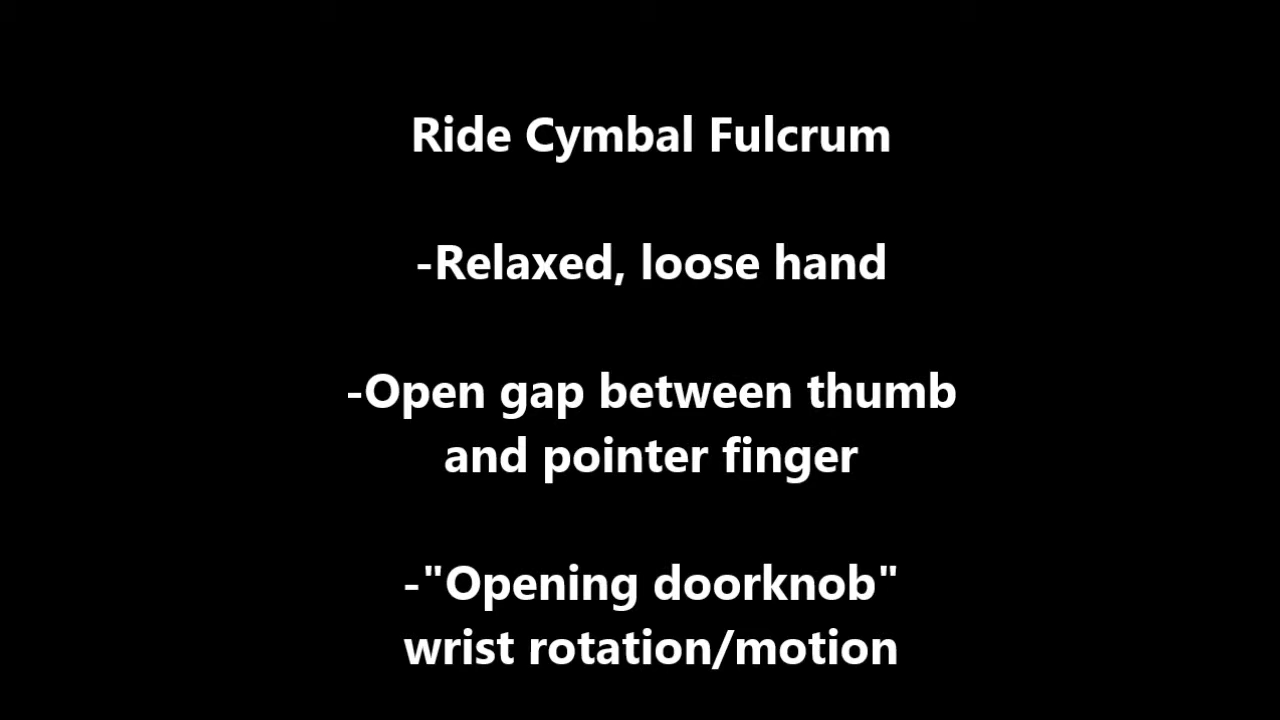 Ride Cymbal Fulcrum
-Relaxed, loose hand
-Open gap between thumb
and pointer finger
-"Opening doorknob"
wrist rotation/motion